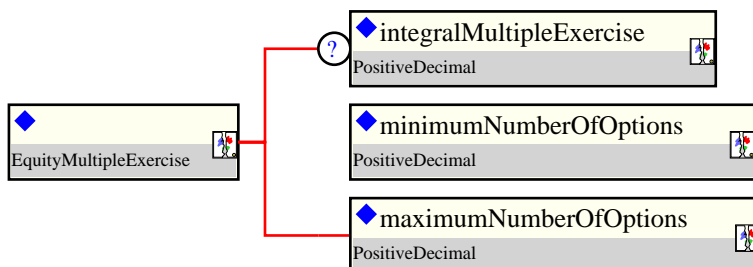 ?
integralMultipleExercise
PositiveDecimal
EquityMultipleExercise
minimumNumberOfOptions
PositiveDecimal
maximumNumberOfOptions
PositiveDecimal